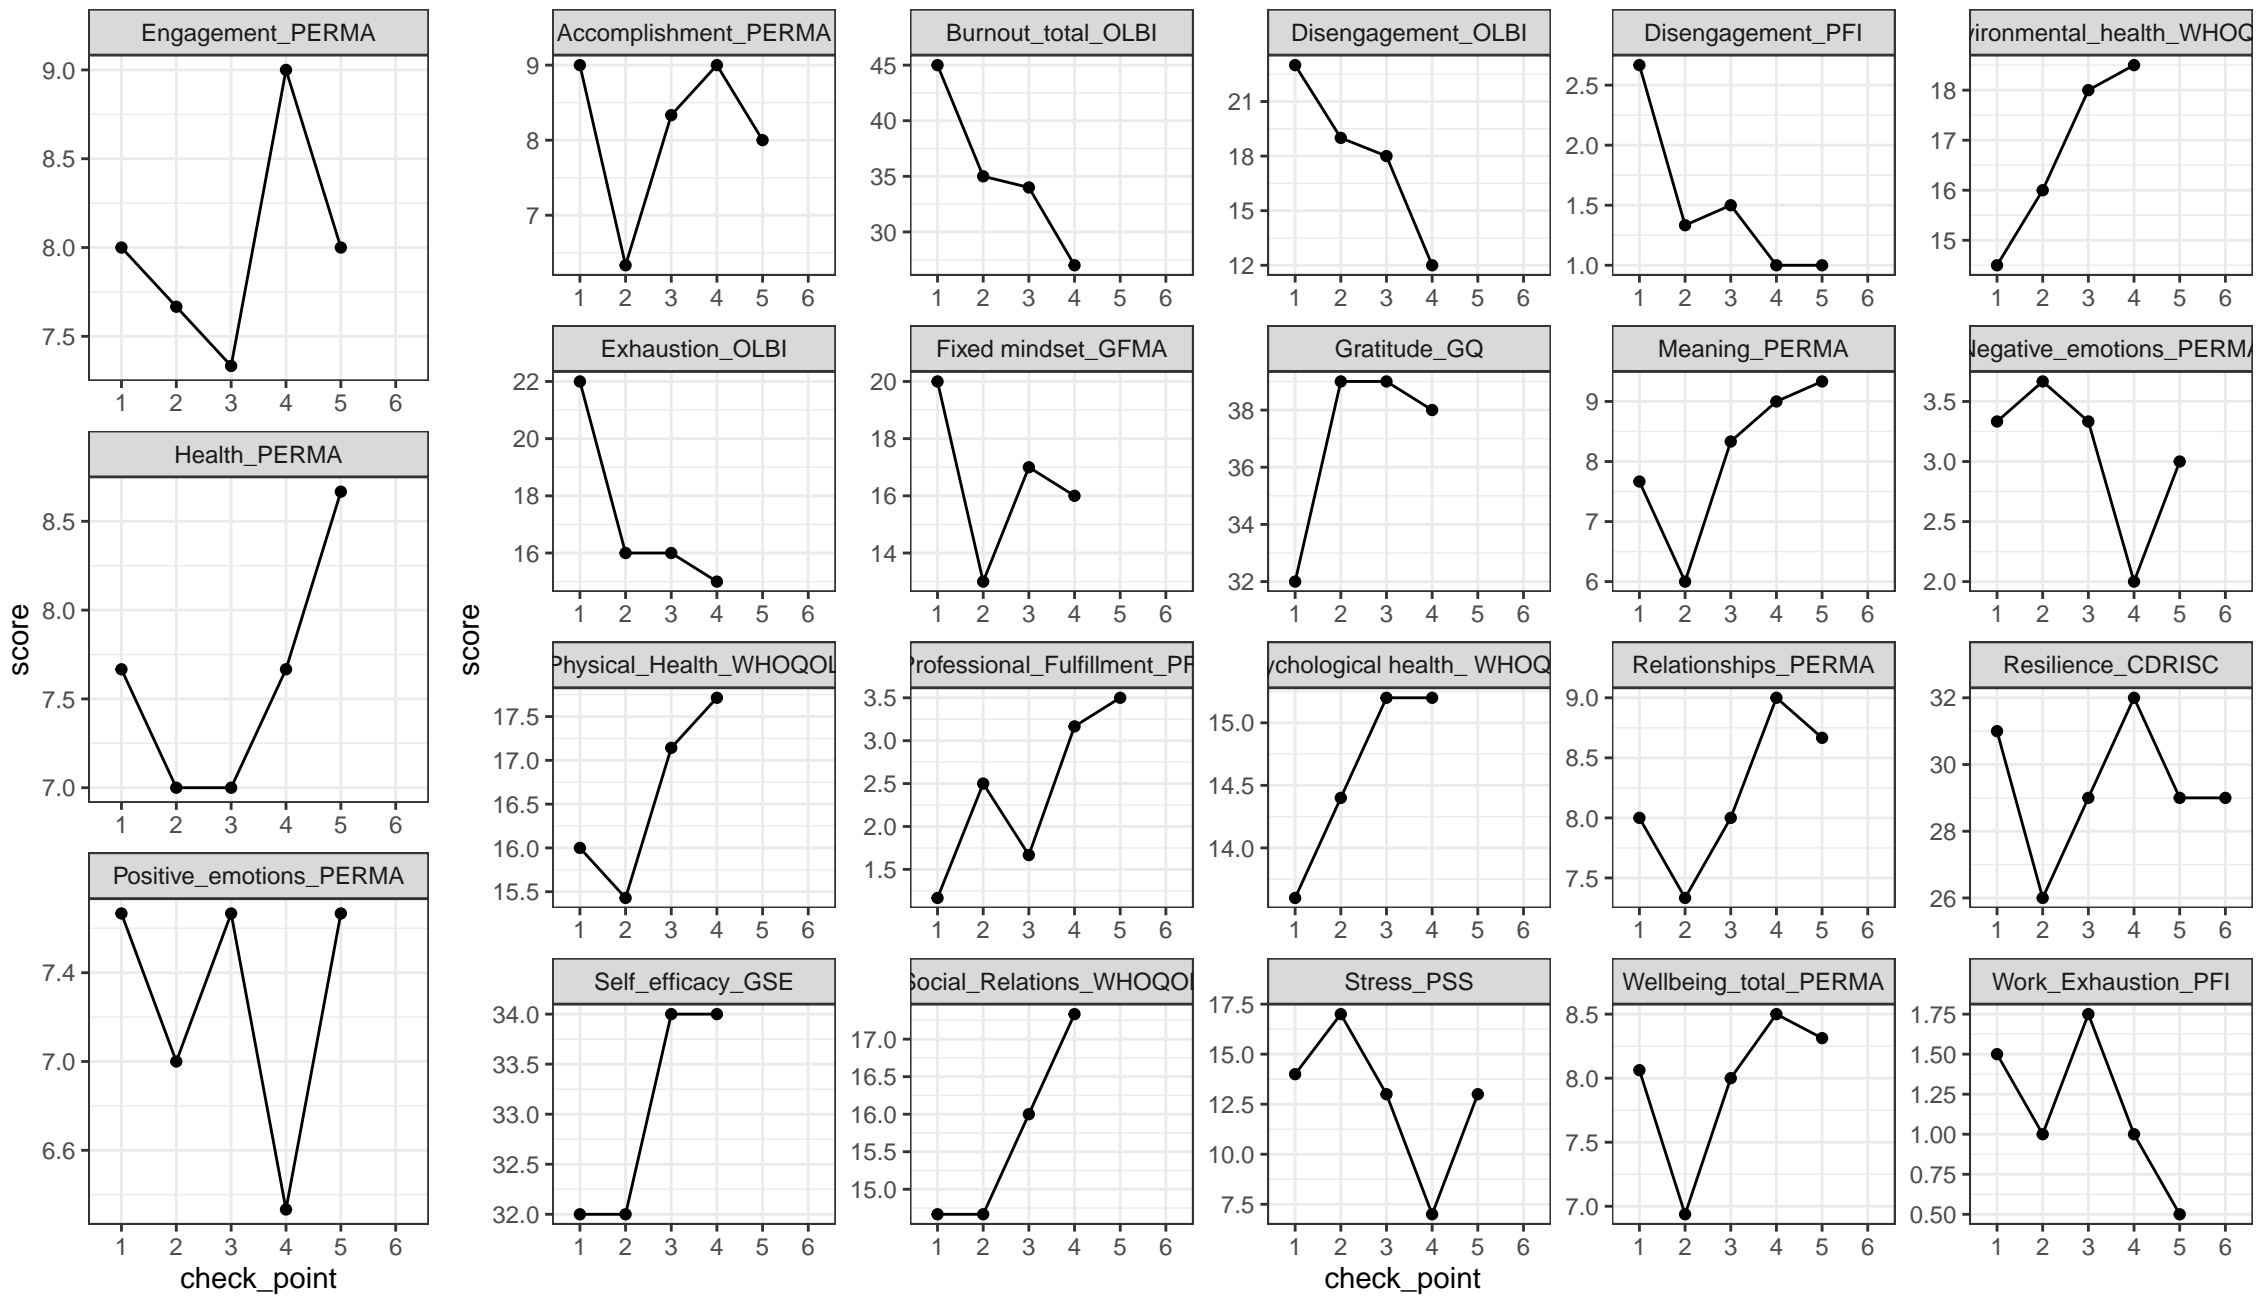 Engagement_PERMA
9.0
8.5
8.0
7.5
1 2 3 4 5 6
Health_PERMA
8.5
8.0
7.5
7.0
1 2 3 4 5 6
Positive_emotions_PERMA
7.4
7.0
6.6
1 2 3 4 5 6
score
check_point
Accomplishment_PERMA
9
8
7
1 2 3 4 5 6
Burnout_total_OLBI
45
40
35
30
1 2 3 4 5 6
Disengagement_OLBI
21
18
15
12
1 2 3 4 5 6
Disengagement_PFI
2.5
2.0
1.5
1.0
1 2 3 4 5 6
vironmental_health_WHOQ
18
17
16
15
1 2 3 4 5 6
Exhaustion_OLBI
22
20
18
16
1 2 3 4 5 6
Fixed mindset_GFMA
20
18
16
14
1 2 3 4 5 6
Gratitude_GQ
38
36
34
32
1 2 3 4 5 6
Meaning_PERMA
9
8
7
6
1 2 3 4 5 6
Negative_emotions_PERMA
3.5
3.0
2.5
2.0
1 2 3 4 5 6
Physical_Health_WHOQOL
17.5
17.0
16.5
16.0
15.5
1 2 3 4 5 6
Professional_Fulfillment_PF
3.5
3.0
2.5
2.0
1.5
1 2 3 4 5 6
ychological health_ WHOQ
15.0
14.5
14.0
1 2 3 4 5 6
Relationships_PERMA
9.0
8.5
8.0
7.5
1 2 3 4 5 6
Resilience_CDRISC
32
30
28
26
1 2 3 4 5 6
Self_efficacy_GSE
34.0
33.5
33.0
32.5
32.0
1 2 3 4 5 6
Social_Relations_WHOQOL
17.0
16.5
16.0
15.5
15.0
1 2 3 4 5 6
Stress_PSS
17.5
15.0
12.5
10.0
7.5
1 2 3 4 5 6
Wellbeing_total_PERMA
8.5
8.0
7.5
7.0
1 2 3 4 5 6
Work_Exhaustion_PFI
1.75
1.50
1.25
1.00
0.75
0.50
1 2 3 4 5 6
score
check_point